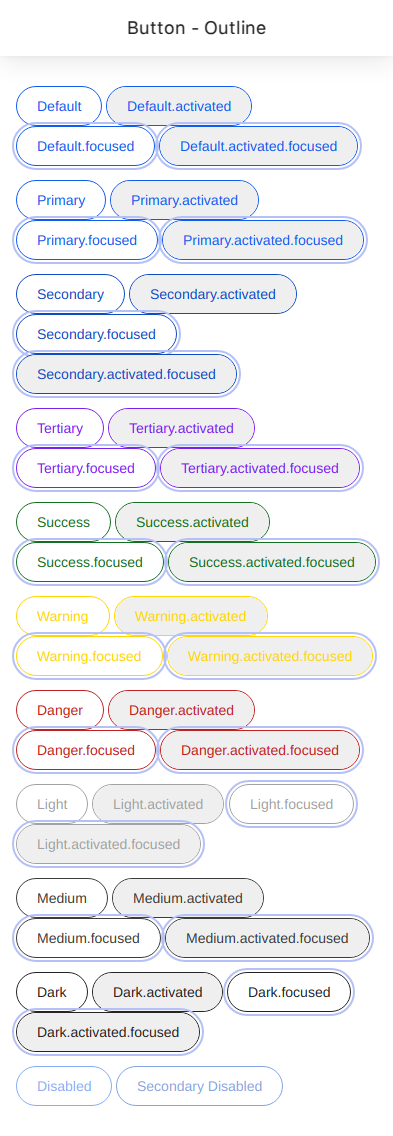 Button - Outline
Default Default.activated
Default.focused Default.activated.focused
Primary Primary.activated
Primary.focused Primary.activated.focused
Secondary Secondary.activated
Secondary.focused
Secondary.activated.focused
Tertiary Tertiary.activated
Tertiary.focused Tertiary.activated.focused
Success Success.activated
Success.focused Success.activated.focused
Warning Warning.activated
Warning.focused Warning.activated.focused
Danger Danger.activated
Danger.focused Danger.activated.focused
Light Light.activated Light.focused
Light.activated.focused
Medium Medium.activated
Medium.focused Medium.activated.focused
Dark Dark.activated Dark.focused
Dark.activated.focused
Disabled Secondary Disabled